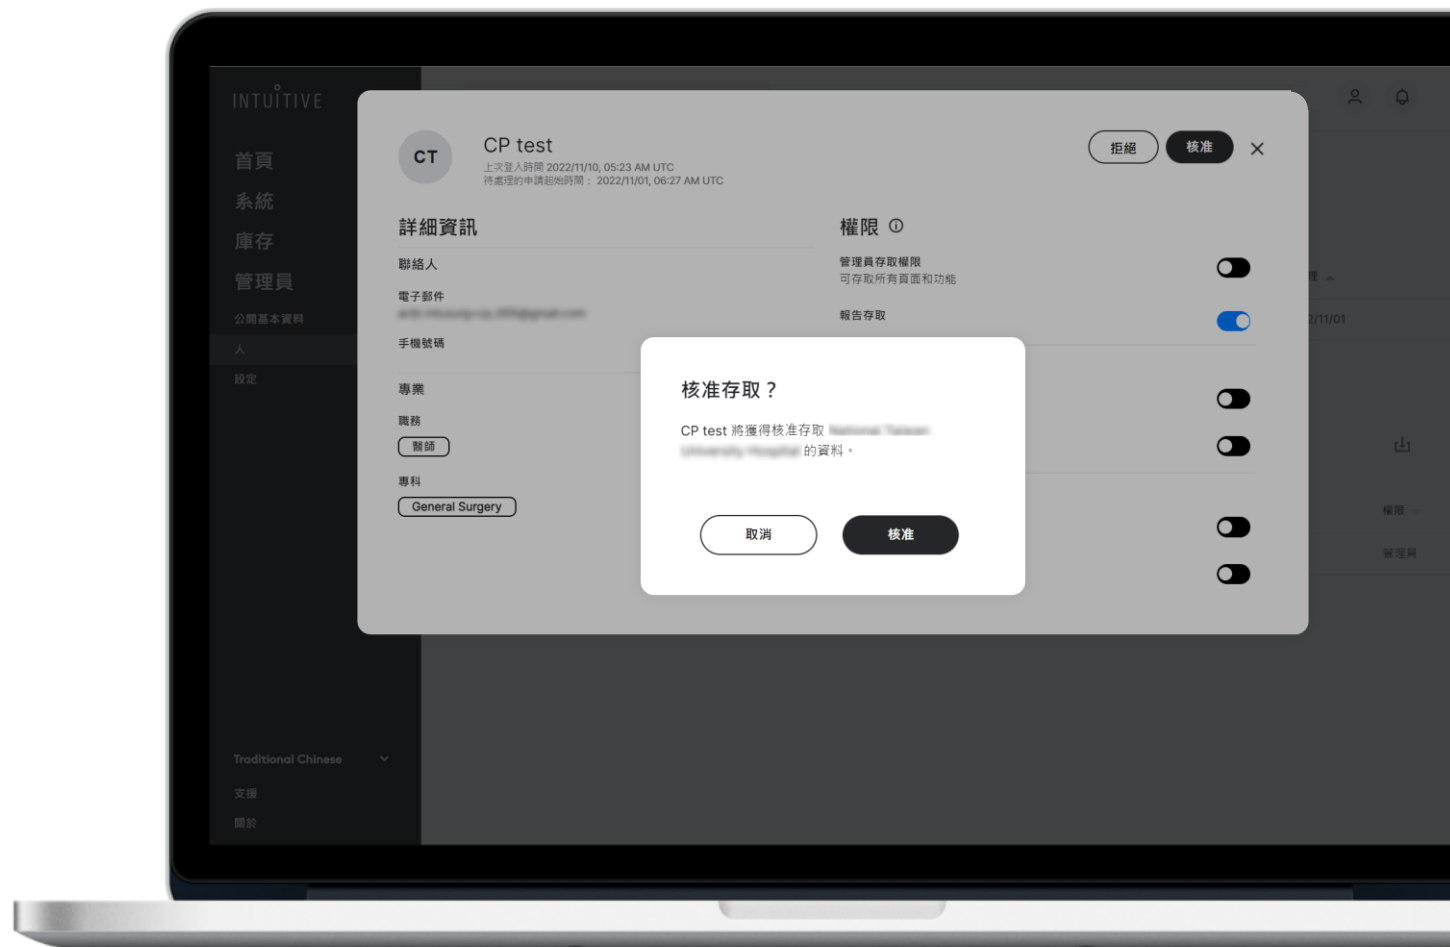 INTUITIVE
首頁
系統
庫存
管理員
公開基本資料
人
設定
Traditional Chinese
支援
關於
CT
CP test
上次登入時間 2022/11/10, 05:23 AM UTC
待處理的申請起始時間： 2022/11/01, 06:27 AM UTC
拒絕
核准
詳細資訊
聯絡人
電子郵件
手機號碼
專業
職務
醫師
專科
General Surgery
權限
管理員存取權限
可存取所有頁面和功能
報告存取
核准存取？
CP test 將獲得核准存取
的資料。
取消
核准
2/11/01
權限
管理員